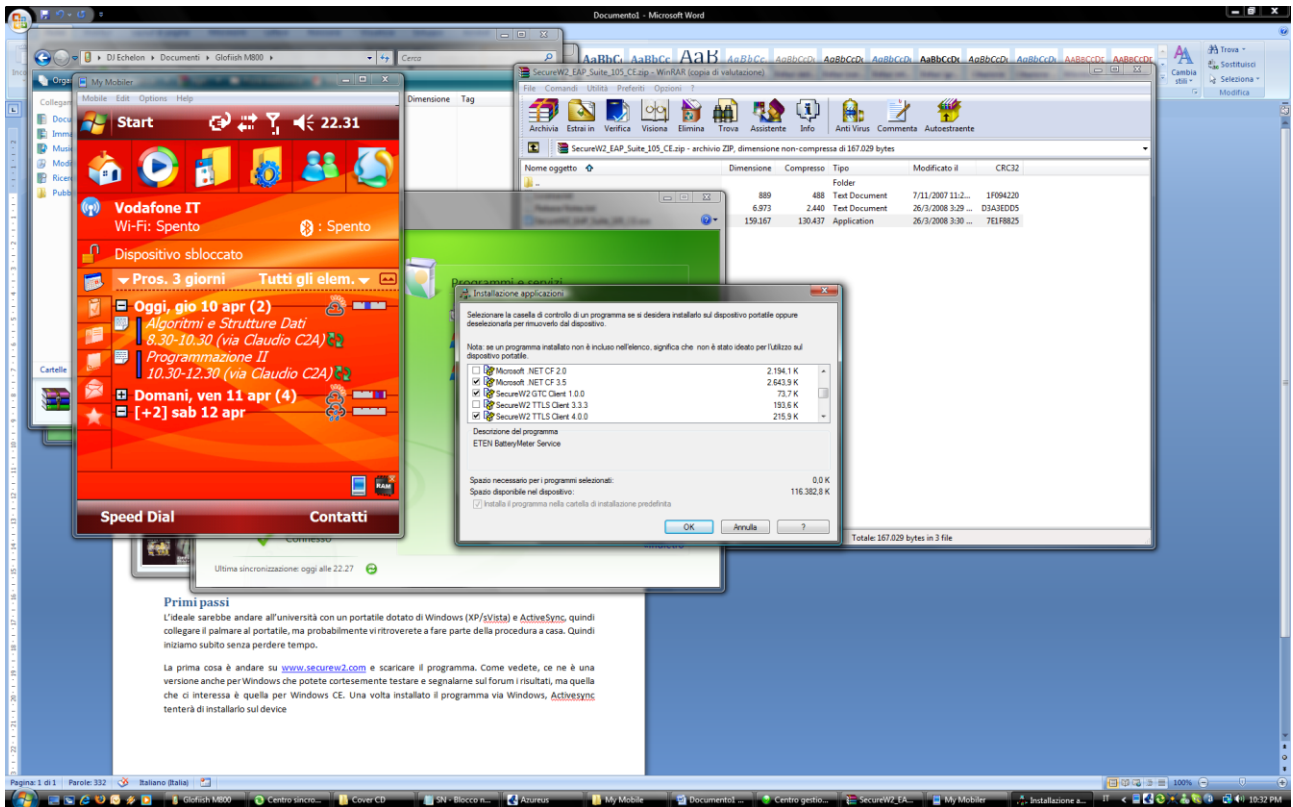 Documento1 - Microsoft Word
DJ Echelon › Documenti › Glofiish M800 ›
Cerca
AaBbCcDc
Trova
Sostituisci
Seleziona
Cambia stili
Modifica
My Mobiler
Mobile Edit Options Help
Dimensione Tag
Start 22.31
Vodafone IT
Wi-Fi: Spento : Spento
Dispositivo sbloccato
Pros. 3 giorni Tutti gli elem.
Oggi, gio 10 apr (2)
Algoritmi e Strutture Dati
8.30-10.30 (via Claudio C2A)
Programmazione II
10.30-12.30 (via Claudio C2A)
Domani, ven 11 apr (4)
[+2] sab 12 apr
RAM
Speed Dial Contatti
Cartelle
SecureW2_EAP_Suite_105_CE.zip - WinRAR (copia di valutazione)
File Comandi Utilità Preferiti Opzioni ?
Archivia Estrai in Verifica Visiona Elimina Trova Assistente Info Anti Virus Commenta Autoestraente
SecureW2_EAP_Suite_105_CE.zip - archivio ZIP, dimensione non-compressa di 167.029 bytes
Nome oggetto Dimensione Compresso Tipo Modificato il CRC32
Folder
889 488 Text Document 7/11/2007 11:2... 1F094220
6.973 2.440 Text Document 26/3/2008 3:29 ... D3A3EDD5
159.167 130.437 Application 26/3/2008 3:30 ... 7E1F8825
Totale: 167.029 bytes in 3 file
Programmi e servizi
Installazione applicazioni
Selezionare la casella di controllo di un programma se si desidera installarlo sul dispositivo portatile oppure
deselezionarla per rimuoverlo dal dispositivo.
Nota: se un programma installato non è incluso nell'elenco, significa che non è stato ideato per l'utilizzo sul
dispositivo portatile.
Microsoft .NET CF 2.0 2.194,1 K
Microsoft .NET CF 3.5 2.643,9 K
SecureW2 GTC Client 1.0.0 73,7 K
SecureW2 TTLS Client 3.3.3 193,6 K
SecureW2 TTLS Client 4.0.0 215,9 K
Descrizione del programma
ETEN BatteryMeter Service
Spazio necessario per i programmi selezionati: 0,0 K
Spazio disponibile nel dispositivo: 116.382,8 K
Installa il programma nella cartella di installazione predefinita
OK Annulla ?
Connesso
Ultima sincronizzazione: oggi alle 22.27
Primi passi
L'ideale sarebbe andare all'università con un portatile dotato di Windows (XP/sVista) e ActiveSync, quindi
collegare il palmare al portatile, ma probabilmente vi ritroverete a fare parte della procedura a casa. Quindi
iniziamo subito senza perdere tempo.
La prima cosa è andare su www.securew2.com e scaricare il programma. Come vedete, ce ne è una
versione anche per Windows che potete cortesemente testare e segnalarne sul forum i risultati, ma quella
che ci interessa è quella per Windows CE. Una volta installato il programma via Windows, Activesync
tenterà di installarlo sul device
Pagina: 1 di 1 Parole: 332 Italiano (Italia) 100%
Glofiish M800 Centro sincro... Cover CD SN - Blocco n... Azureus My Mobile Documento1 ... Centro gestio... SecureW2_EA... My Mobiler Installazione a... IT 10:32 PM